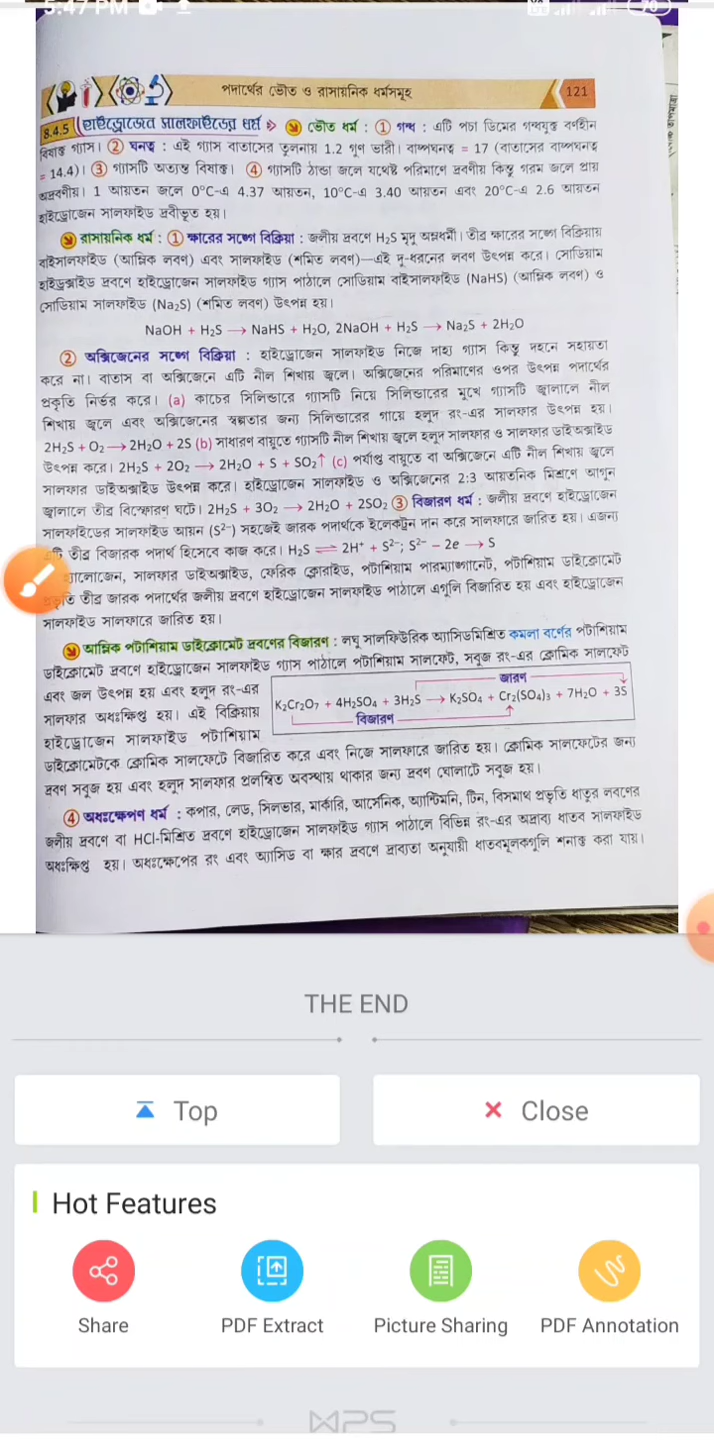 5:47 PM
পদার্থের ভৌত ও রাসায়নিক ধর্মসমূহ 121
8.4.5 হাইড্রোজেন সালফাইডের ধর্ম ভৌত ধর্ম : ① গন্ধ : এটি পচা ডিমের গন্ধযুক্ত বর্ণহীন
বিষাক্ত গ্যাস। ② ঘনত্ব : এই গ্যাস বাতাসের তুলনায় 1.2 গুণ ভারী। বাষ্পঘনত্ব = 17 (বাতাসের বাষ্পঘনত্ব
= 14.4)। ③ গ্যাসটি অত্যন্ত বিষাক্ত। ④ গ্যাসটি ঠান্ডা জলে যথেষ্ট পরিমাণে দ্রবণীয় কিন্তু গরম জলে প্রায়
অদ্রবণীয়। 1 আয়তন জলে 0°C-এ 4.37 আয়তন, 10°C-এ 3.40 আয়তন এবং 20°C-এ 2.6 আয়তন
হাইড্রোজেন সালফাইড দ্রবীভূত হয়।
রাসায়নিক ধর্ম : ① ক্ষারের সঙ্গে বিক্রিয়া : জলীয় দ্রবণে H₂S মৃদু অম্লধর্মী। তীব্র ক্ষারের সঙ্গে বিক্রিয়ায়
বাইসালফাইড (আম্লিক লবণ) এবং সালফাইড (শমিত লবণ)—এই দু-ধরনের লবণ উৎপন্ন করে। সোডিয়াম
হাইড্রক্সাইড দ্রবণে হাইড্রোজেন সালফাইড গ্যাস পাঠালে সোডিয়াম বাইসালফাইড (NaHS) (আম্লিক লবণ) ও
সোডিয়াম সালফাইড (Na₂S) (শমিত লবণ) উৎপন্ন হয়।
NaOH + H₂S → NaHS + H₂O, 2NaOH + H₂S → Na₂S + 2H₂O
② অক্সিজেনের সঙ্গে বিক্রিয়া : হাইড্রোজেন সালফাইড নিজে দাহ্য গ্যাস কিন্তু দহনে সহায়তা
করে না। বাতাস বা অক্সিজেনে এটি নীল শিখায় জ্বলে। অক্সিজেনের পরিমাণের ওপর উৎপন্ন পদার্থের
প্রকৃতি নির্ভর করে। (a) কাচের সিলিন্ডারে গ্যাসটি নিয়ে সিলিন্ডারের মুখে গ্যাসটি জ্বালালে নীল
শিখায় জ্বলে এবং অক্সিজেনের স্বল্পতার জন্য সিলিন্ডারের গায়ে হলুদ রং-এর সালফার উৎপন্ন হয়।
2H₂S + O₂ → 2H₂O + 2S (b) সাধারণ বায়ুতে গ্যাসটি নীল শিখায় জ্বলে হলুদ সালফার ও সালফার ডাইঅক্সাইড
উৎপন্ন করে। 2H₂S + 2O₂ → 2H₂O + S + SO₂↑ (c) পর্যাপ্ত বায়ুতে বা অক্সিজেনে এটি নীল শিখায় জ্বলে
সালফার ডাইঅক্সাইড উৎপন্ন করে। হাইড্রোজেন সালফাইড ও অক্সিজেনের 2:3 আয়তনিক মিশ্রণে আগুন
জ্বালালে তীব্র বিস্ফোরণ ঘটে। 2H₂S + 3O₂ → 2H₂O + 2SO₂ ③ বিজারণ ধর্ম : জলীয় দ্রবণে হাইড্রোজেন
সালফাইডের সালফাইড আয়ন (S²⁻) সহজেই জারক পদার্থকে ইলেকট্রন দান করে সালফারে জারিত হয়। এজন্য
এটি তীব্র বিজারক পদার্থ হিসেবে কাজ করে। H₂S ⇌ 2H⁺ + S²⁻; S²⁻ − 2e → S
হ্যালোজেন, সালফার ডাইঅক্সাইড, ফেরিক ক্লোরাইড, পটাশিয়াম পারম্যাঙ্গানেট, পটাশিয়াম ডাইক্রোমেট
প্রকৃতি তীব্র জারক পদার্থের জলীয় দ্রবণে হাইড্রোজেন সালফাইড পাঠালে এগুলি বিজারিত হয় এবং হাইড্রোজেন
সালফাইড সালফারে জারিত হয়।
আম্লিক পটাশিয়াম ডাইক্রোমেট দ্রবণের বিজারণ : লঘু সালফিউরিক অ্যাসিডমিশ্রিত কমলা বর্ণের পটাশিয়াম
ডাইক্রোমেট দ্রবণে হাইড্রোজেন সালফাইড গ্যাস পাঠালে পটাশিয়াম সালফেট, সবুজ রং-এর ক্রোমিক সালফেট
এবং জল উৎপন্ন হয় এবং হলুদ রং-এর
সালফার অধঃক্ষিপ্ত হয়। এই বিক্রিয়ায়
হাইড্রোজেন সালফাইড পটাশিয়াম
জারণ
K₂Cr₂O₇ + 4H₂SO₄ + 3H₂S → K₂SO₄ + Cr₂(SO₄)₃ + 7H₂O + 3S
বিজারণ
ডাইক্রোমেটকে ক্রোমিক সালফেটে বিজারিত করে এবং নিজে সালফারে জারিত হয়। ক্রোমিক সালফেটের জন্য
দ্রবণ সবুজ হয় এবং হলুদ সালফার প্রলম্বিত অবস্থায় থাকার জন্য দ্রবণ ঘোলাটে সবুজ হয়।
④ অধঃক্ষেপণ ধর্ম : কপার, লেড, সিলভার, মার্কারি, আর্সেনিক, অ্যান্টিমনি, টিন, বিসমাথ প্রভৃতি ধাতুর লবণের
জলীয় দ্রবণে বা HCl-মিশ্রিত দ্রবণে হাইড্রোজেন সালফাইড গ্যাস পাঠালে বিভিন্ন রং-এর অদ্রাব্য ধাতব সালফাইড
অধঃক্ষিপ্ত হয়। অধঃক্ষেপের রং এবং অ্যাসিড বা ক্ষার দ্রবণে দ্রাব্যতা অনুযায়ী ধাতবমূলকগুলি শনাক্ত করা যায়।
THE END
Top
Close
Hot Features
Share
PDF Extract
Picture Sharing
PDF Annotation
WPS